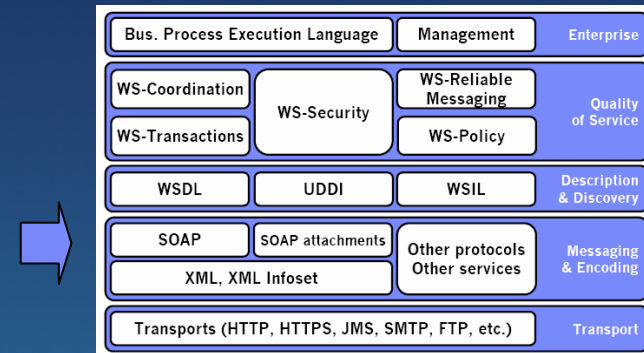 Bus. Process Execution Language
Management
Enterprise
WS-Coordination
WS-Transactions
WS-Security
WS-Reliable
Messaging
WS-Policy
Quality
of Service
WSDL
UDDI
WSIL
Description
& Discovery
SOAP
SOAP attachments
XML, XML Infoset
Other protocols
Other services
Messaging
& Encoding
Transports (HTTP, HTTPS, JMS, SMTP, FTP, etc.)
Transport